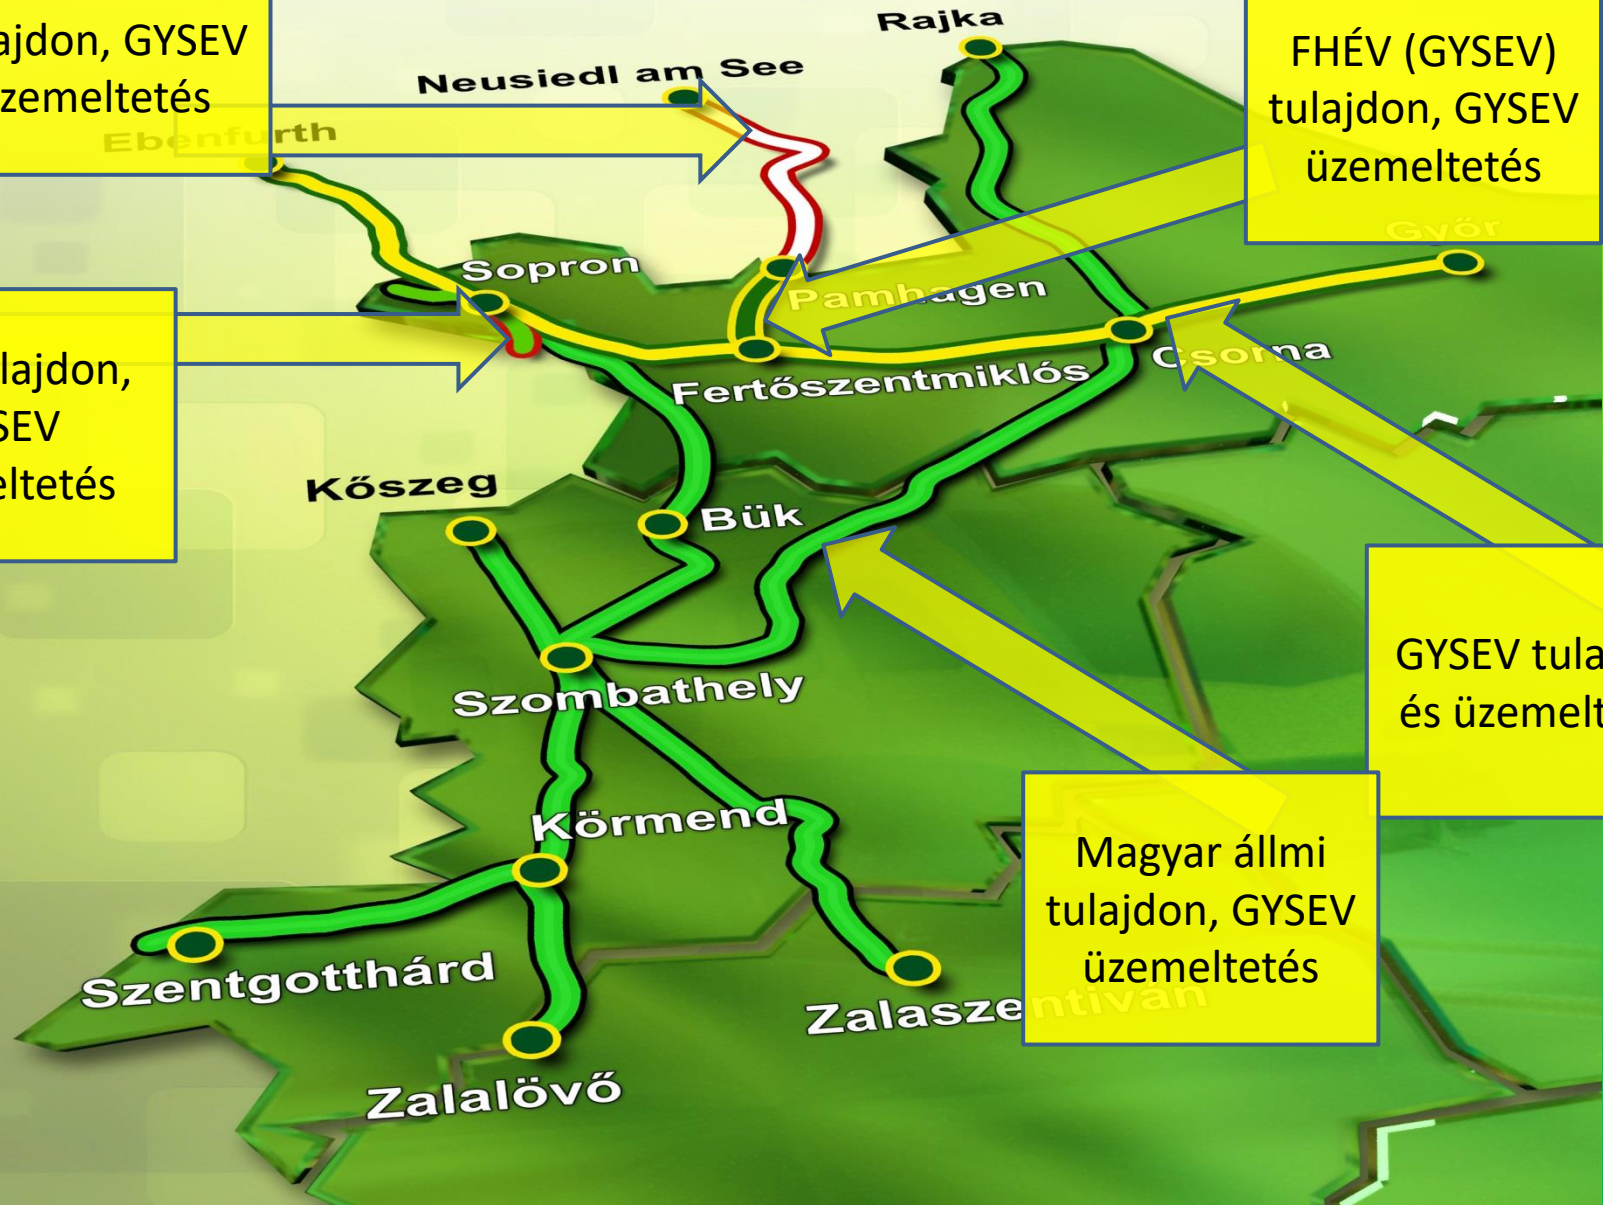 ajdon, GYSEV
zemeltetés
Rajka
FHÉV (GYSEV)
tulajdon, GYSEV
üzemeltetés
Neusiedl am See
Ebenfurth
Győr
Sopron
Pamhagen
Csorna
Fertőszentmiklós
lajdon,
SEV
eltetés
Kőszeg
Bük
GYSEV tula
és üzemelt
Szombathely
Körmend
Magyar állmi
tulajdon, GYSEV
üzemeltetés
Szentgotthárd
Zalaszentiván
Zalalövő